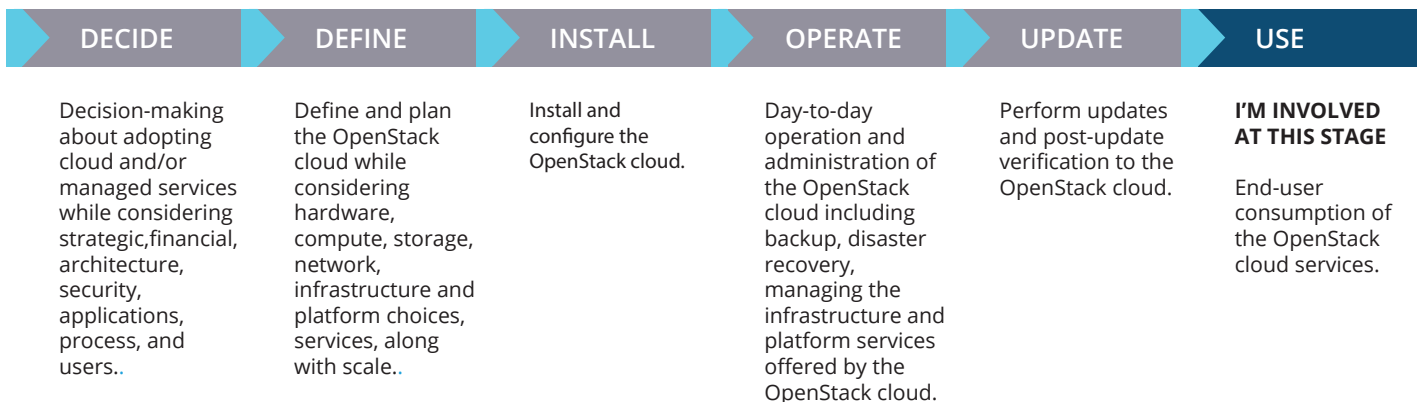 DECIDE
DEFINE
INSTALL
OPERATE
UPDATE
USE
Decision-making
about adopting
cloud and/or
managed services
while considering
strategic,financial,
architecture,
security,
applications,
process, and
users..
Define and plan
the OpenStack
cloud while
considering
hardware,
compute, storage,
network,
infrastructure and
platform choices,
services, along
with scale..
Install and
configure the
OpenStack cloud.
Day-to-day
operation and
administration of
the OpenStack
cloud including
backup, disaster
recovery,
managing the
infrastructure and
platform services
offered by the
OpenStack cloud.
Perform updates
and post-update
verification to the
OpenStack cloud.
I’M INVOLVED
AT THIS STAGE
End-user
consumption of
the OpenStack
cloud services.